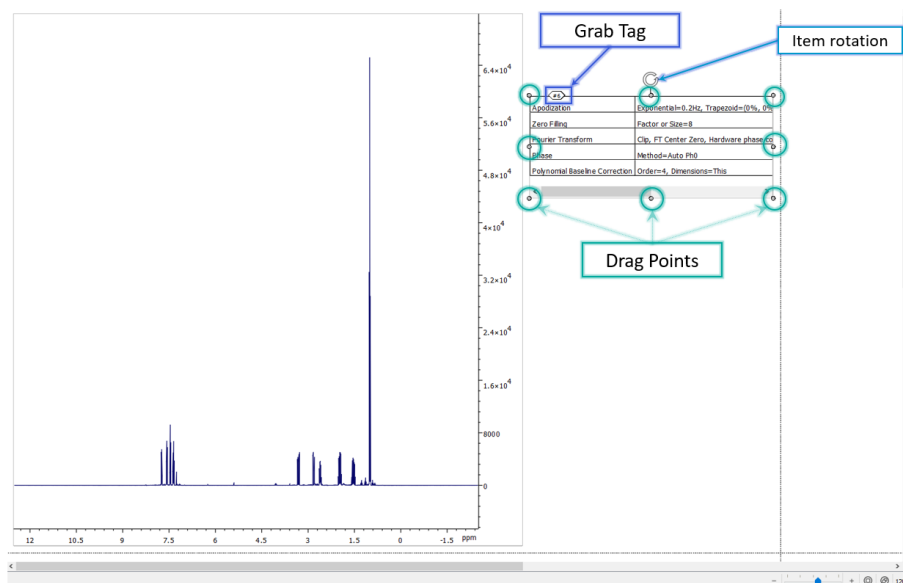 Grab Tag
Item rotation
6.4×10⁴
5.6×10⁴
4.8×10⁴
4×10⁴
3.2×10⁴
2.4×10⁴
1.6×10⁴
8000
0
Apodization Exponential=0.2Hz, Trapezoid=(0%, 0%
Zero Filling Factor or Size=8
Fourier Transform Clip, FT Center Zero, Hardware phase co
Phase Method=Auto Ph0
Polynomial Baseline Correction Order=4, Dimensions=This
Drag Points
12 10.5 9 7.5 6 4.5 3 1.5 0 -1.5 ppm